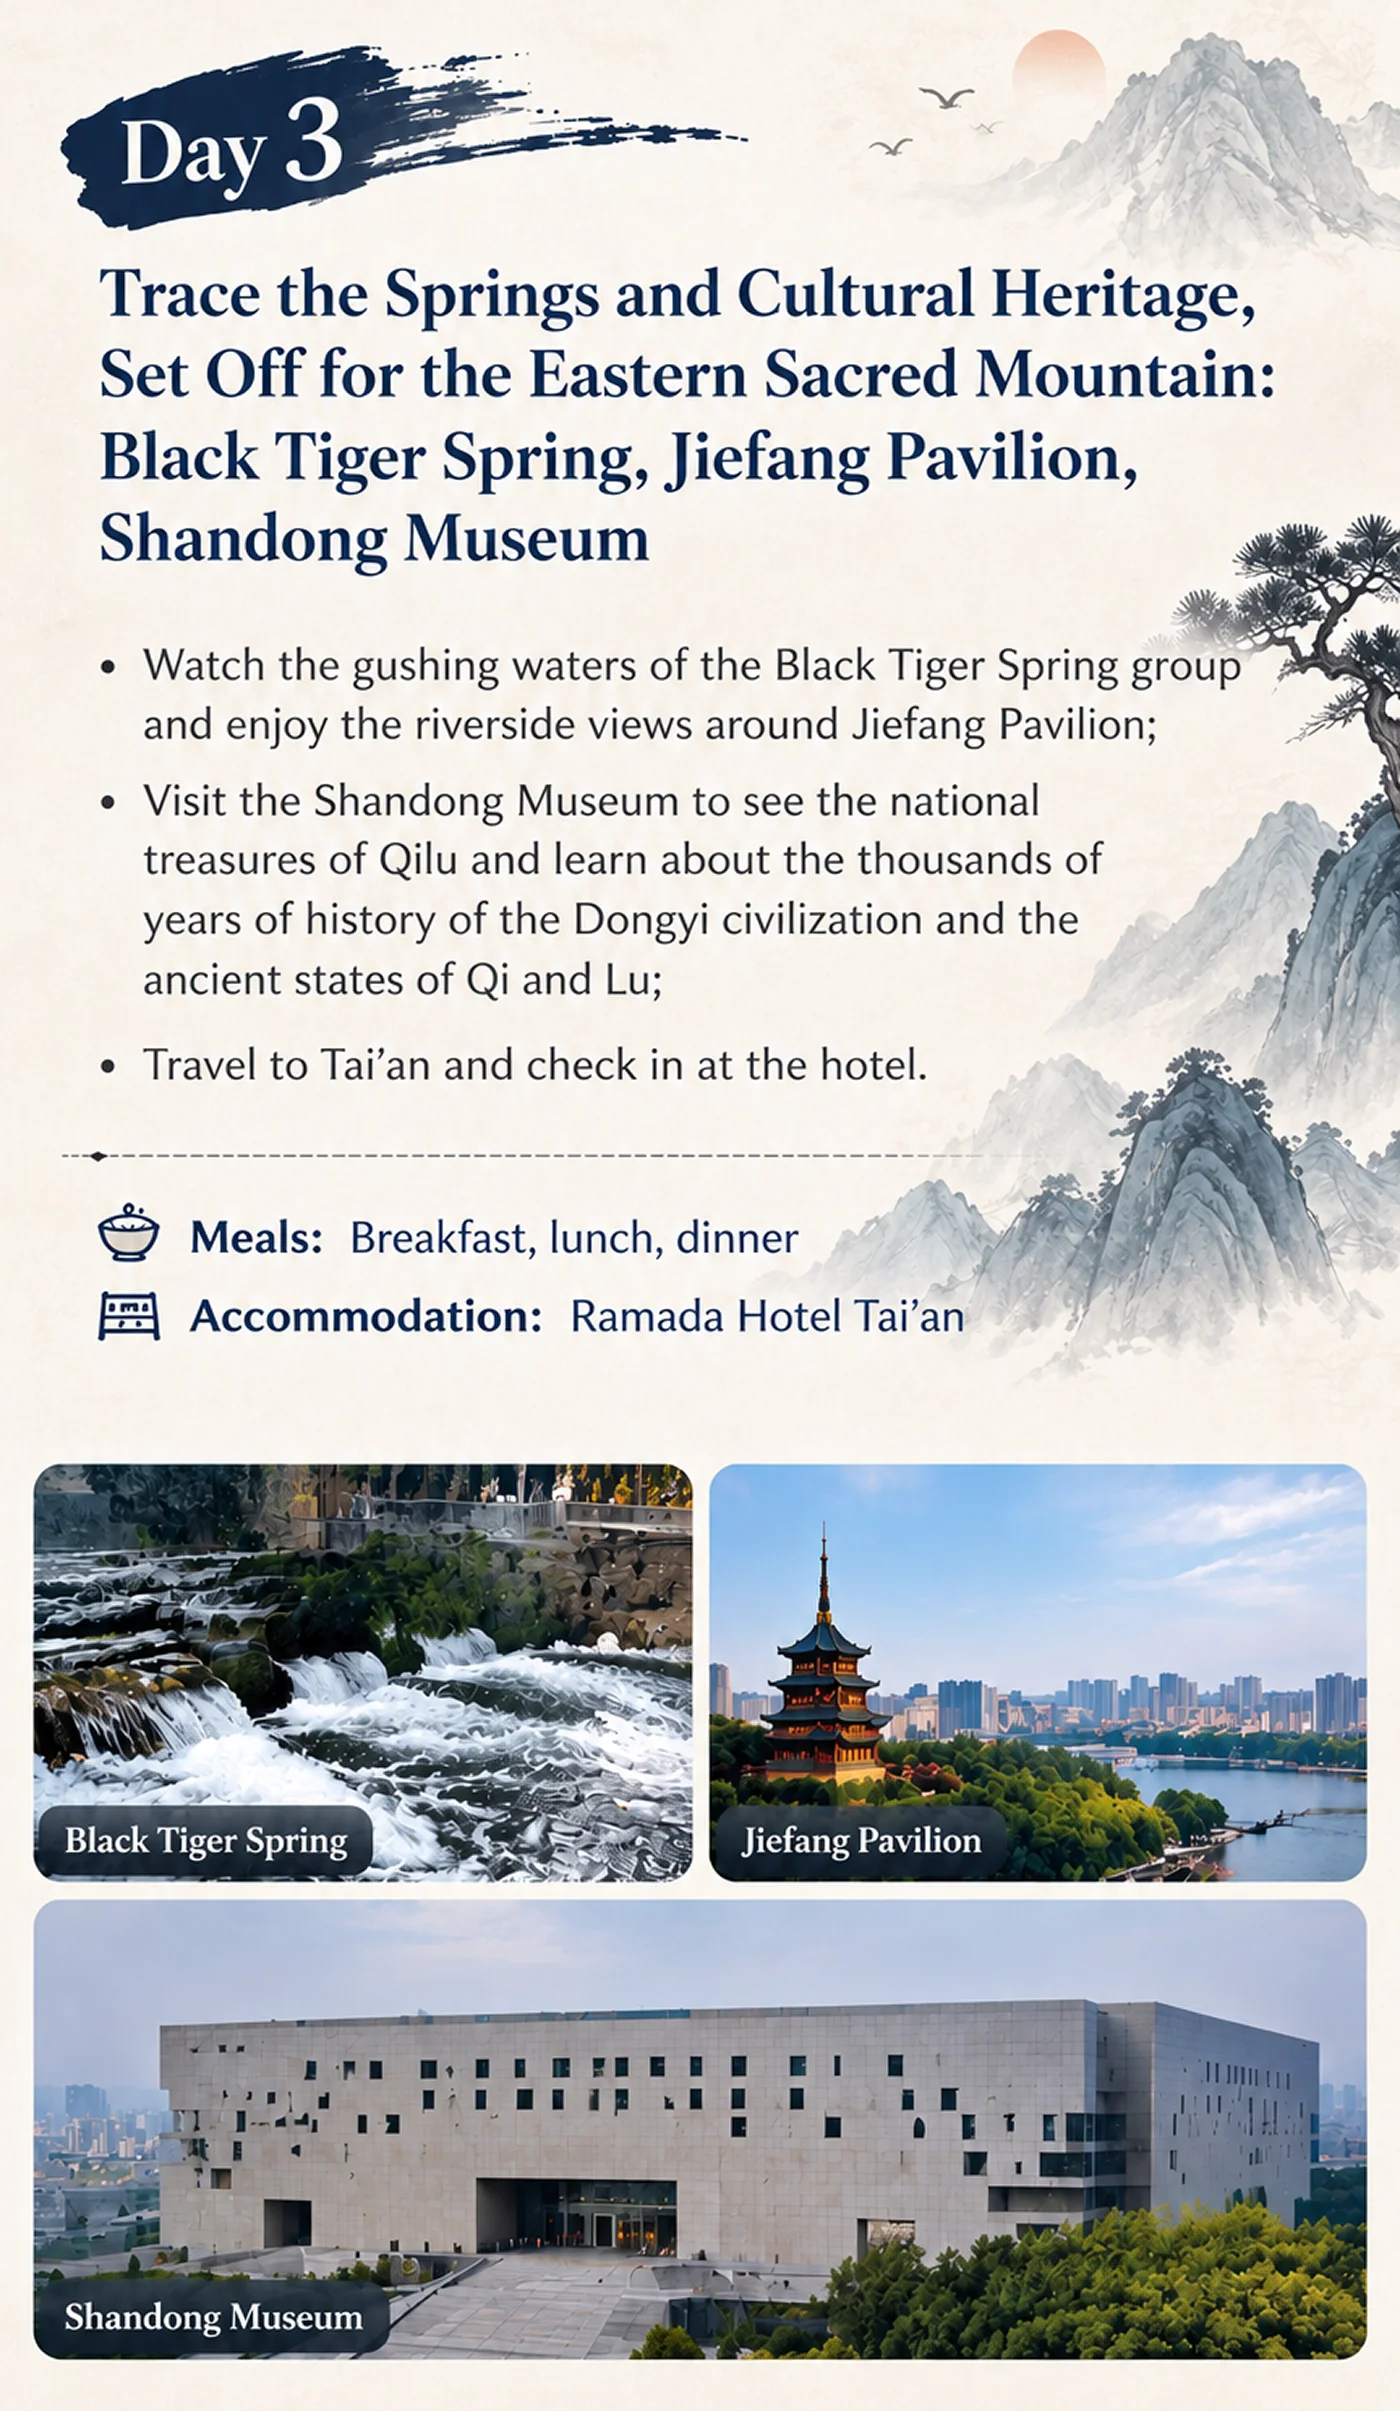 Day 3
Trace the Springs and Cultural Heritage,
Set Off for the Eastern Sacred Mountain:
Black Tiger Spring, Jiefang Pavilion,
Shandong Museum
• Watch the gushing waters of the Black Tiger Spring group
and enjoy the riverside views around Jiefang Pavilion;
• Visit the Shandong Museum to see the national
treasures of Qilu and learn about the thousands of
years of history of the Dongyi civilization and the
ancient states of Qi and Lu;
• Travel to Tai’an and check in at the hotel.
Meals: Breakfast, lunch, dinner
Accommodation: Ramada Hotel Tai’an
Black Tiger Spring
Jiefang Pavilion
Shandong Museum